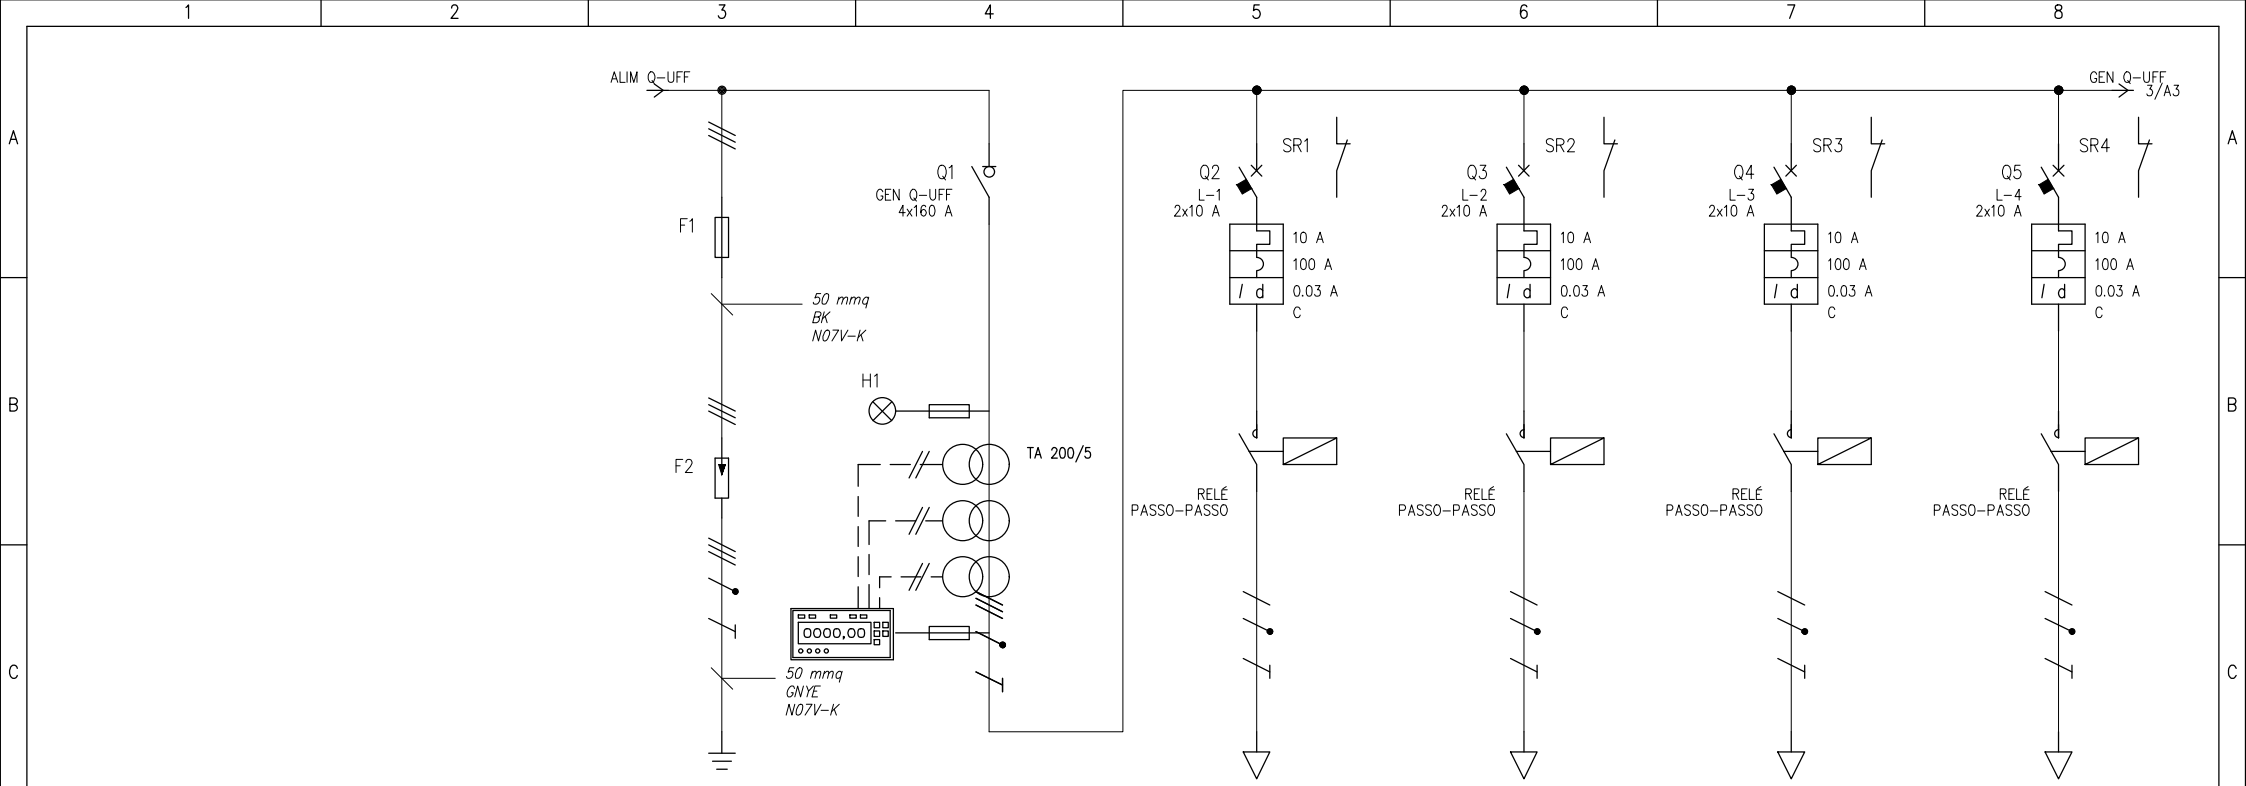 1 2 3 4 5 6 7 8
ALIM Q-UFF
GEN Q-UFF
3/A3
A
A
SR1
SR2
SR3
SR4
Q1
GEN Q-UFF
4x160 A
Q2
L-1
2x10 A
Q3
L-2
2x10 A
Q4
L-3
2x10 A
Q5
L-4
2x10 A
F1
10 A
100 A
I d 0.03 A
C
10 A
100 A
I d 0.03 A
C
10 A
100 A
I d 0.03 A
C
10 A
100 A
I d 0.03 A
C
50 mmq
BK
N07V-K
H1
B
B
F2
TA 200/5
RELÉ
PASSO-PASSO
RELÉ
PASSO-PASSO
RELÉ
PASSO-PASSO
RELÉ
PASSO-PASSO
0000,00
C
C
50 mmq
GNYE
N07V-K